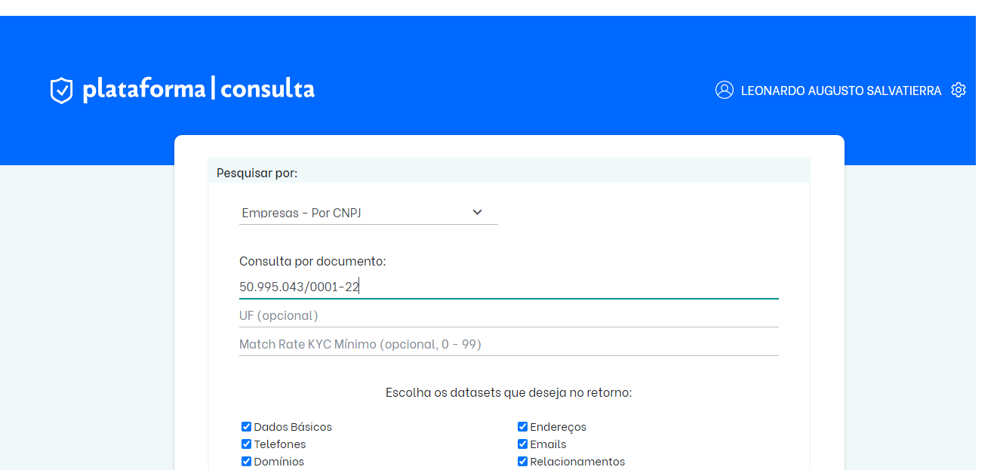 plataforma|consulta
LEONARDO AUGUSTO SALVATIERRA
Pesquisar por:
Empresas - Por CNPJ
Consulta por documento:
50.995.043/0001-22
UF (opcional)
Match Rate KYC Mínimo (opcional, 0 - 99)
Escolha os datasets que deseja no retorno:
Dados Básicos
Endereços
Telefones
Emails
Domínios
Relacionamentos